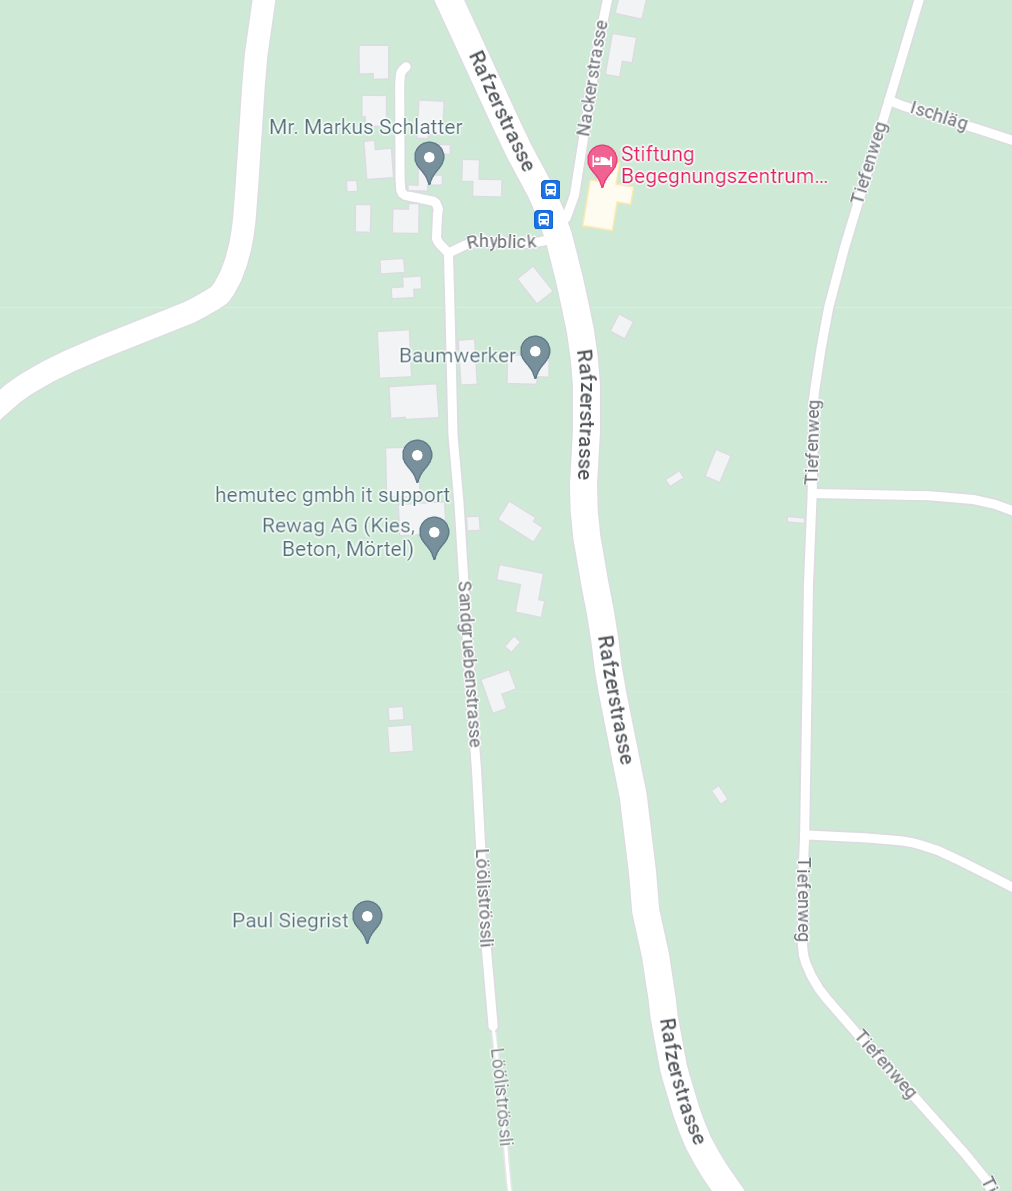 Rafzerstrasse
Nackerstrasse
Ischläg
Mr. Markus Schlatter
Stiftung
Begegnungszentrum...
Tiefenweg
Rhyblick
Baumwerker
Rafzerstrasse
Tiefenweg
hemutec gmbh it support
Rewag AG (Kies,
Beton, Mörtel)
Sandgruebenstrasse
Rafzerstrasse
Lööliströssli
Tiefenweg
Paul Siegrist
Rafzerstrasse
Tiefenweg
Lööliströssli
Ti